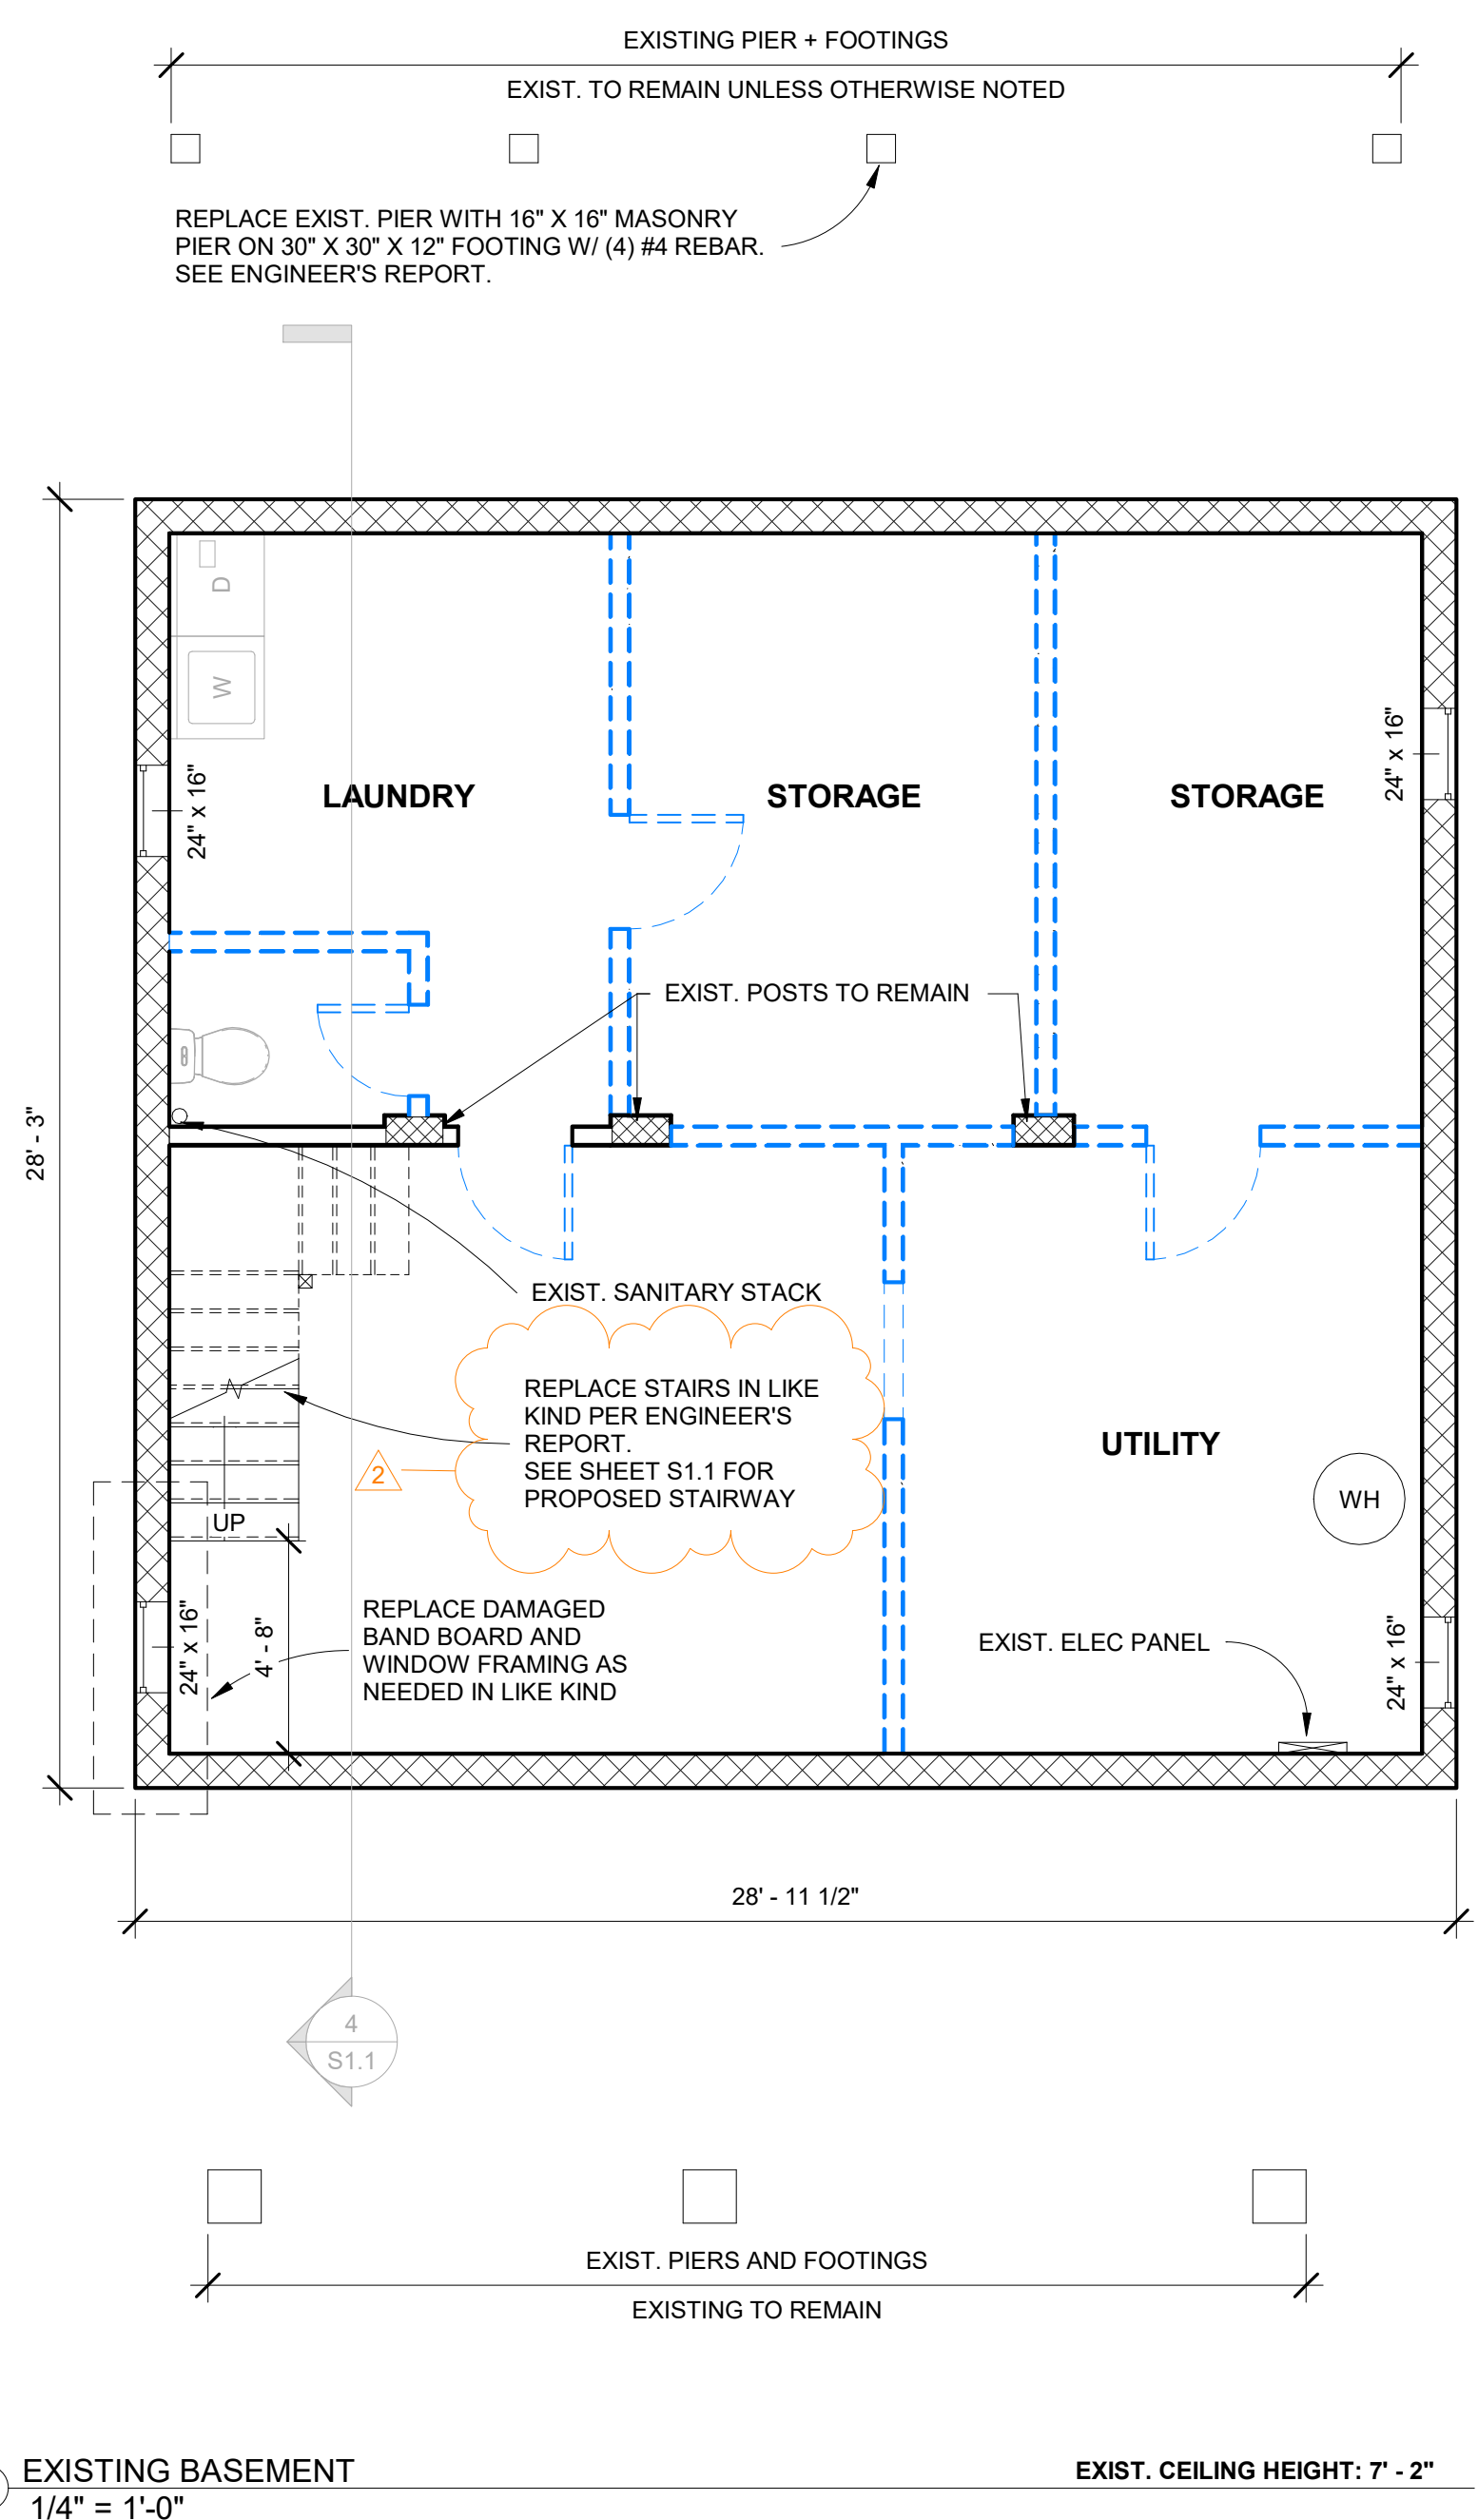 EXISTING PIER + FOOTINGS
EXIST. TO REMAIN UNLESS OTHERWISE NOTED
REPLACE EXIST. PIER WITH 16" X 16" MASONRY
PIER ON 30" X 30" X 12" FOOTING W/ (4) #4 REBAR.
SEE ENGINEER'S REPORT.
D
W
24" x 16"
LAUNDRY
STORAGE
STORAGE
24" x 16"
EXIST. POSTS TO REMAIN
28' - 3"
EXIST. SANITARY STACK
REPLACE STAIRS IN LIKE
KIND PER ENGINEER'S
REPORT.
SEE SHEET S1.1 FOR
PROPOSED STAIRWAY
2
UTILITY
WH
UP
24" x 16"
4' - 8"
REPLACE DAMAGED
BAND BOARD AND
WINDOW FRAMING AS
NEEDED IN LIKE KIND
EXIST. ELEC PANEL
24" x 16"
28' - 11 1/2"
4
S1.1
EXIST. PIERS AND FOOTINGS
EXISTING TO REMAIN
EXISTING BASEMENT
EXIST. CEILING HEIGHT: 7' - 2"
1/4" = 1'-0"